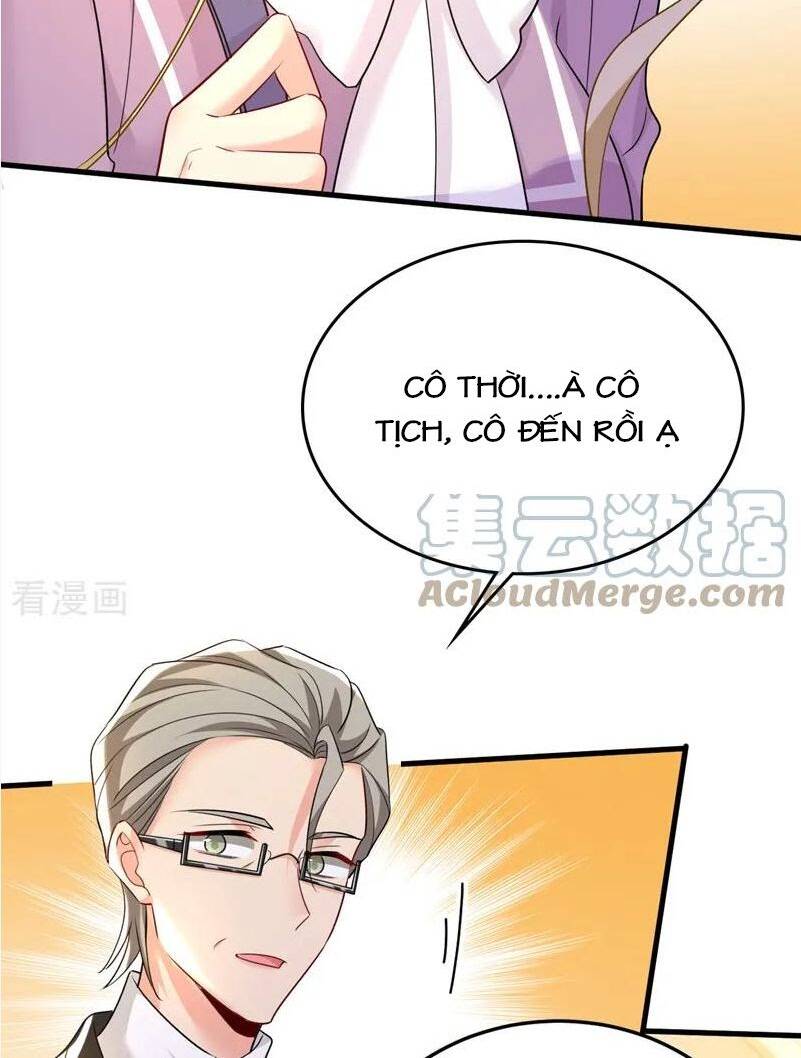 CÔ THỜI....À CÔ
TỊCH, CÔ ĐẾN RỒI Ạ
集云数据
ACloudMerge.com
看漫画